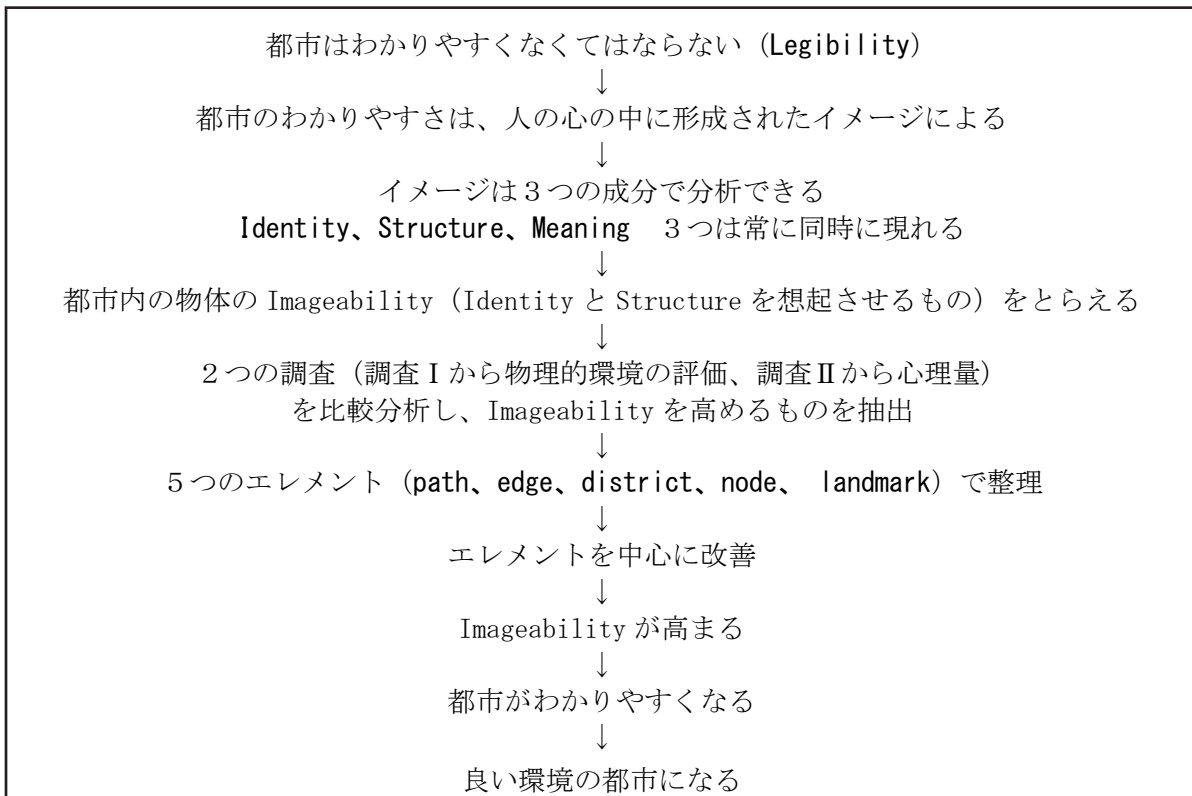 都市はわかりやすくなくてはならない（Legibility）
↓
都市のわかりやすさは、人の心の中に形成されたイメージによる
↓
イメージは３つの成分で分析できる
Identity、Structure、Meaning　３つは常に同時に現れる
↓
都市内の物体の Imageability（Identity と Structure を想起させるもの）をとらえる
↓
２つの調査（調査Ⅰから物理的環境の評価、調査Ⅱから心理量）
を比較分析し、Imageability を高めるものを抽出
↓
５つのエレメント（path、edge、district、node、 landmark）で整理
↓
エレメントを中心に改善
↓
Imageability が高まる
↓
都市がわかりやすくなる
↓
良い環境の都市になる